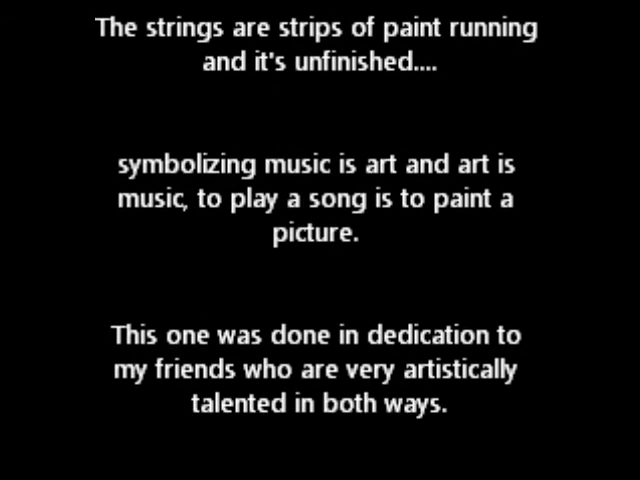 The strings are strips of paint running
and it's unfinished....
symbolizing music is art and art is
music, to play a song is to paint a
picture.
This one was done in dedication to
my friends who are very artistically
talented in both ways.